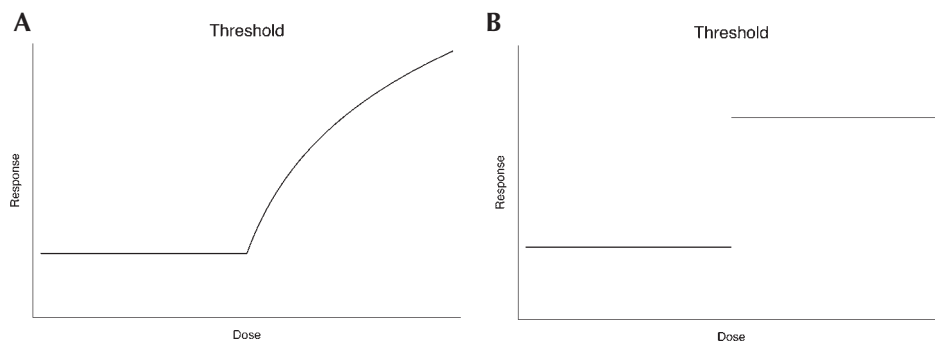 A
Threshold
Response
Dose
B
Threshold
Response
Dose